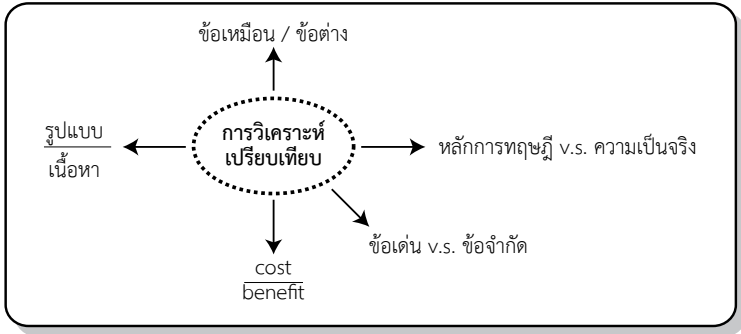 ข้อเหมือน / ข้อต่าง
รูปแบบ
เนื้อหา
การวิเคราะห์
เปรียบเทียบ
หลักการทฤษฎี v.s. ความเป็นจริง
ข้อเด่น v.s. ข้อจำกัด
cost
benefit